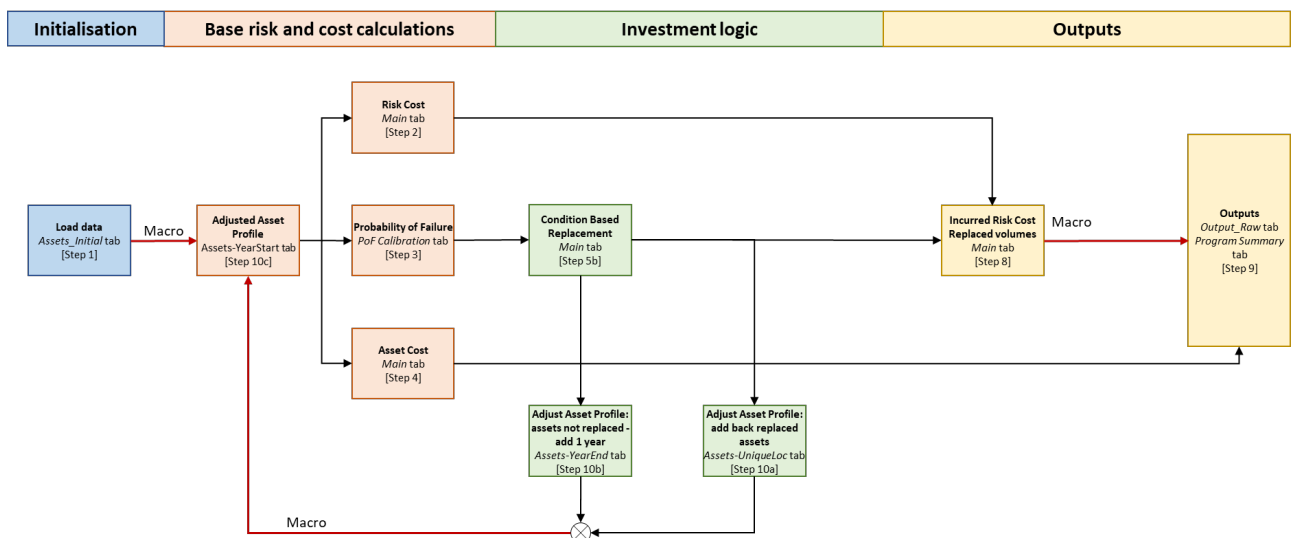 Initialisation
Base risk and cost calculations
Investment logic
Outputs
Risk Cost
Main tab
[Step 2]
Load data
Assets_Initial tab
[Step 1]
Macro
Adjusted Asset
Profile
Assets-YearStart tab
[Step 10c]
Probability of Failure
PoF Calibration tab
[Step 3]
Condition Based
Replacement
Main tab
[Step 5b]
Incurred Risk Cost
Replaced volumes
Main tab
[Step 8]
Macro
Outputs
Output_Raw tab
Program Summary
tab
[Step 9]
Asset Cost
Main tab
[Step 4]
Adjust Asset Profile:
assets not replaced -
add 1 year
Assets-YearEnd tab
[Step 10b]
Adjust Asset Profile:
add back replaced
assets
Assets-UniqueLoc tab
[Step 10a]
Macro